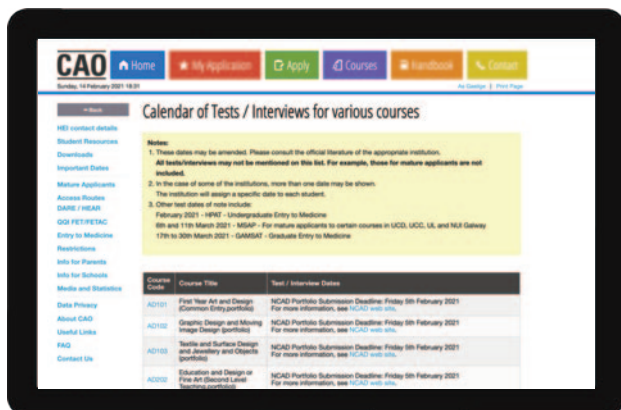 CAO
Home
My Application
Apply
Courses
Handbook
Contact
Sunday, 14 February 2021 18:31
As Gaeilge | Print Page
Back
HEI contact details
Student Resources
Downloads
Important Dates
Mature Applicants
Access Routes
DARE / HEAR
QQI FET/FETAC
Entry to Medicine
Restrictions
Info for Parents
Info for Schools
Media and Statistics
Data Privacy
About CAO
Useful Links
FAQ
Contact Us
Calendar of Tests / Interviews for various courses
Notes:
1. These dates may be amended. Please consult the official literature of the appropriate institution.
All tests/interviews may not be mentioned on this list. For example, those for mature applicants are not
included.
2. In the case of some of the institutions, more than one date may be shown.
The institution will assign a specific date to each student.
3. Other test dates of note include:
February 2021 - HPAT - Undergraduate Entry to Medicine
6th and 11th March 2021 - MSAP - For mature applicants to certain courses in UCD, UCC, UL and NUI Galway
17th to 30th March 2021 - GAMSAT - Graduate Entry to Medicine
Course Code Course Title Test / Interview Dates
AD101 First Year Art and Design (Common Entry,portfolio) NCAD Portfolio Submission Deadline: Friday 5th February 2021
For more information, see NCAD web site.
AD102 Graphic Design and Moving Image Design (portfolio) NCAD Portfolio Submission Deadline: Friday 5th February 2021
For more information, see NCAD web site.
AD103 Textile and Surface Design and Jewellery and Objects (portfolio) NCAD Portfolio Submission Deadline: Friday 5th February 2021
For more information, see NCAD web site.
AD202 Education and Design or Fine Art (Second Level Teaching,portfolio) NCAD Portfolio Submission Deadline: Friday 5th February 2021
For more information, see NCAD web site.